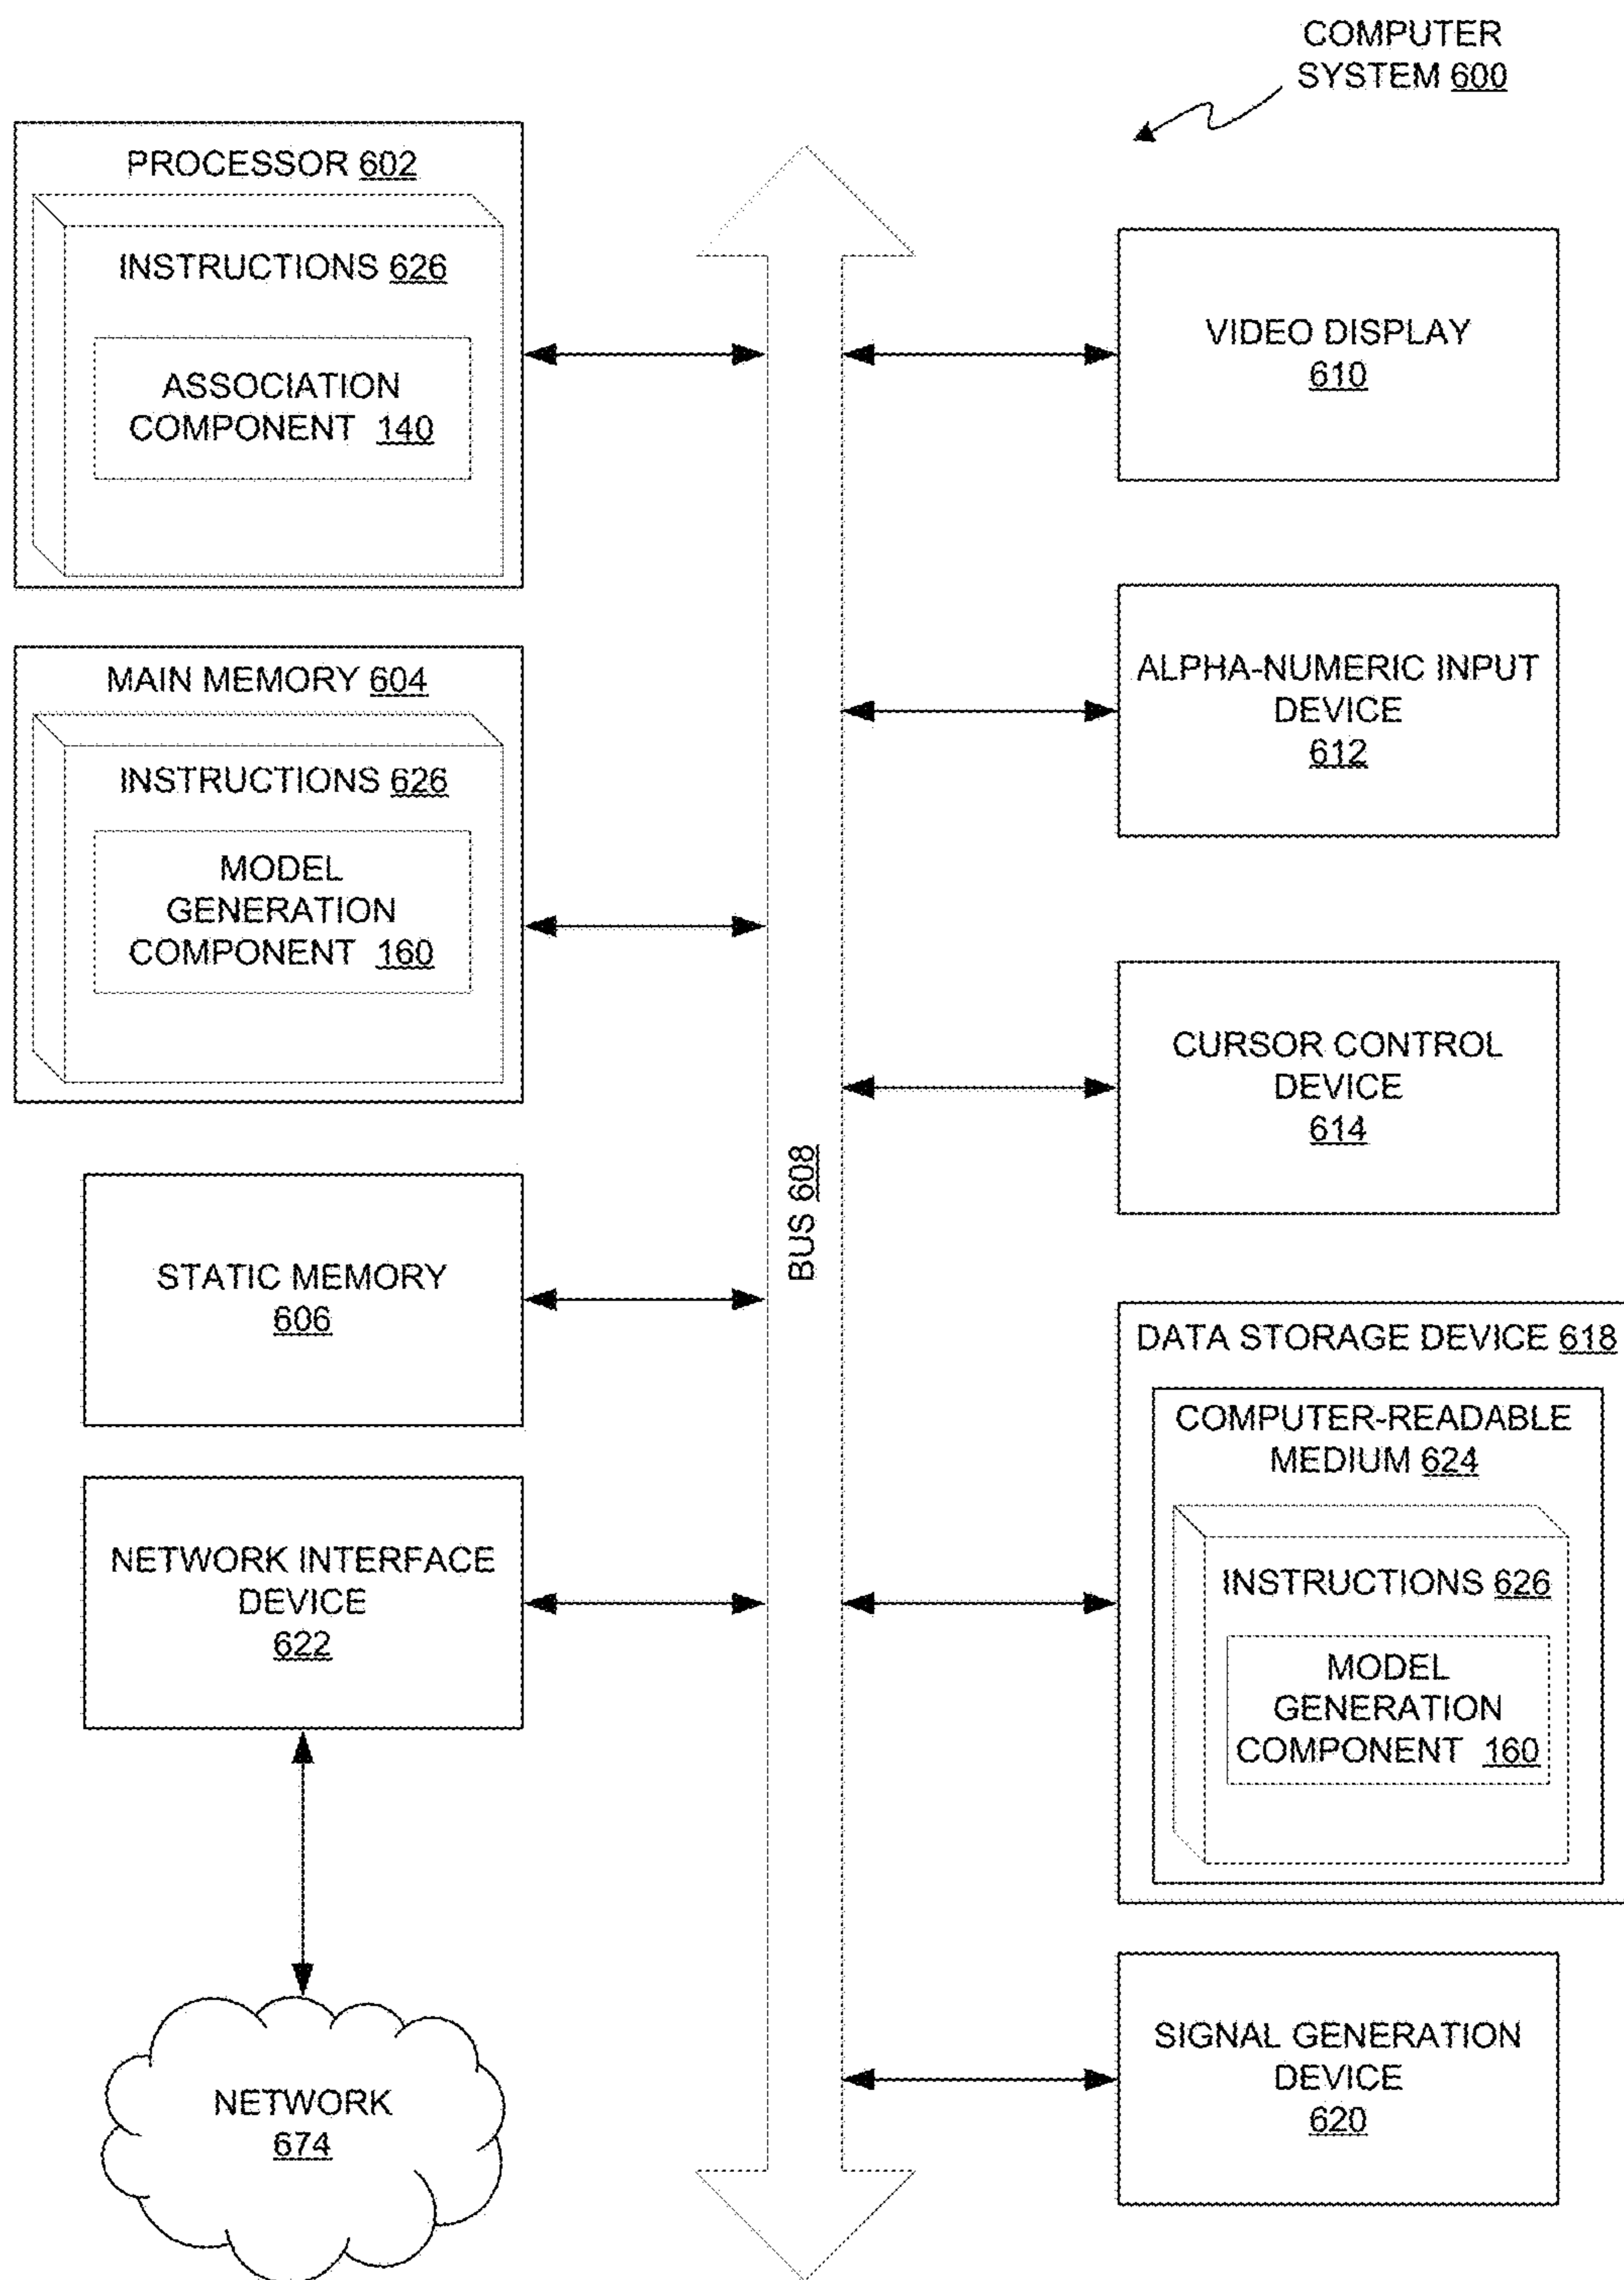 COMPUTER
SYSTEM 600
PROCESSOR 602
INSTRUCTIONS 626
ASSOCIATION
COMPONENT 140
MAIN MEMORY 604
INSTRUCTIONS 626
MODEL
GENERATION
COMPONENT 160
STATIC MEMORY
606
NETWORK INTERFACE
DEVICE
622
NETWORK
674
BUS 608
VIDEO DISPLAY
610
ALPHA-NUMERIC INPUT
DEVICE
612
CURSOR CONTROL
DEVICE
614
DATA STORAGE DEVICE 618
COMPUTER-READABLE
MEDIUM 624
INSTRUCTIONS 626
MODEL
GENERATION
COMPONENT 160
SIGNAL GENERATION
DEVICE
620